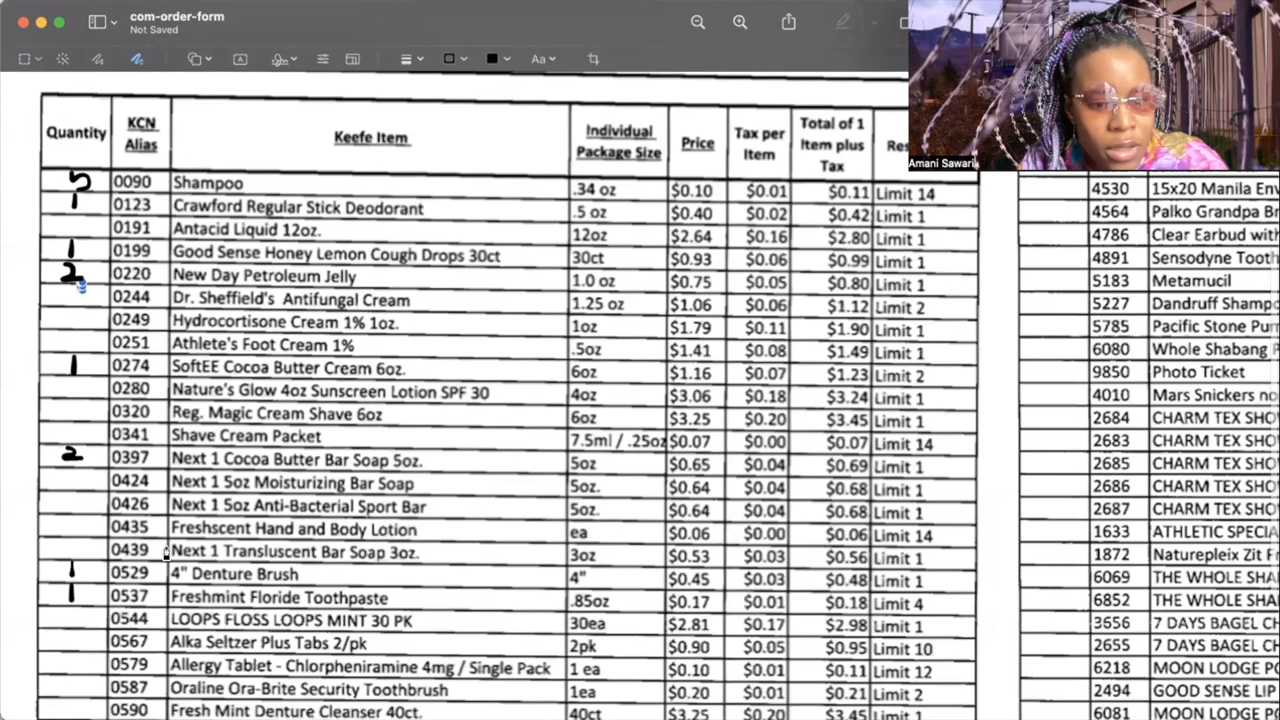 com-order-form
Not Saved
Aa
Amani Sawari
Quantity KCN Alias Keefe Item Individual Package Size Price Tax per Item Total of 1 Item plus Tax Res
5 0090 Shampoo .34 oz $0.10 $0.01 $0.11 Limit 14
1 0123 Crawford Regular Stick Deodorant .5 oz $0.40 $0.02 $0.42 Limit 1
0191 Antacid Liquid 12oz. 12oz $2.64 $0.16 $2.80 Limit 1
1 0199 Good Sense Honey Lemon Cough Drops 30ct 30ct $0.93 $0.06 $0.99 Limit 1
2 0220 New Day Petroleum Jelly 1.0 oz $0.75 $0.05 $0.80 Limit 1
0244 Dr. Sheffield's Antifungal Cream 1.25 oz $1.06 $0.06 $1.12 Limit 2
0249 Hydrocortisone Cream 1% 1oz. 1oz $1.79 $0.11 $1.90 Limit 1
0251 Athlete's Foot Cream 1% .5oz $1.41 $0.08 $1.49 Limit 1
1 0274 SoftEE Cocoa Butter Cream 6oz. 6oz $1.16 $0.07 $1.23 Limit 2
0280 Nature's Glow 4oz Sunscreen Lotion SPF 30 4oz $3.06 $0.18 $3.24 Limit 1
0320 Reg. Magic Cream Shave 6oz 6oz $3.25 $0.20 $3.45 Limit 1
0341 Shave Cream Packet 7.5ml / .25oz $0.07 $0.00 $0.07 Limit 14
2 0397 Next 1 Cocoa Butter Bar Soap 5oz. 5oz $0.65 $0.04 $0.69 Limit 1
0424 Next 1 5oz Moisturizing Bar Soap 5oz. $0.64 $0.04 $0.68 Limit 1
0426 Next 1 5oz Anti-Bacterial Sport Bar 5oz. $0.64 $0.04 $0.68 Limit 1
0435 Freshscent Hand and Body Lotion ea $0.06 $0.00 $0.06 Limit 14
0439 Next 1 Transluscent Bar Soap 3oz. 3oz $0.53 $0.03 $0.56 Limit 1
1 0529 4" Denture Brush 4" $0.45 $0.03 $0.48 Limit 1
1 0537 Freshmint Floride Toothpaste .85oz $0.17 $0.01 $0.18 Limit 4
0544 LOOPS FLOSS LOOPS MINT 30 PK 30ea $2.81 $0.17 $2.98 Limit 1
0567 Alka Seltzer Plus Tabs 2/pk 2pk $0.90 $0.05 $0.95 Limit 10
0579 Allergy Tablet - Chlorpheniramine 4mg / Single Pack 1 ea $0.10 $0.01 $0.11 Limit 12
0587 Oraline Ora-Brite Security Toothbrush 1ea $0.20 $0.01 $0.21 Limit 2
0590 Fresh Mint Denture Cleanser 40ct. 40ct $3.25 $0.20 $3.45 Limit 1
4530 15x20 Manila Env
4564 Palko Grandpa B
4786 Clear Earbud with
4891 Sensodyne Tooth
5183 Metamucil
5227 Dandruff Shamp
5785 Pacific Stone Pu
6080 Whole Shabang P
9850 Photo Ticket
4010 Mars Snickers no
2684 CHARM TEX SHO
2683 CHARM TEX SHO
2685 CHARM TEX SHO
2686 CHARM TEX SHO
2687 CHARM TEX SHO
1633 ATHLETIC SPECIA
1872 Naturepleix Zit F
6069 THE WHOLE SHA
6852 THE WHOLE SHA
3556 7 DAYS BAGEL CH
2655 7 DAYS BAGEL CH
6218 MOON LODGE PO
2494 GOOD SENSE LIP
6081 MOON LODGE PO